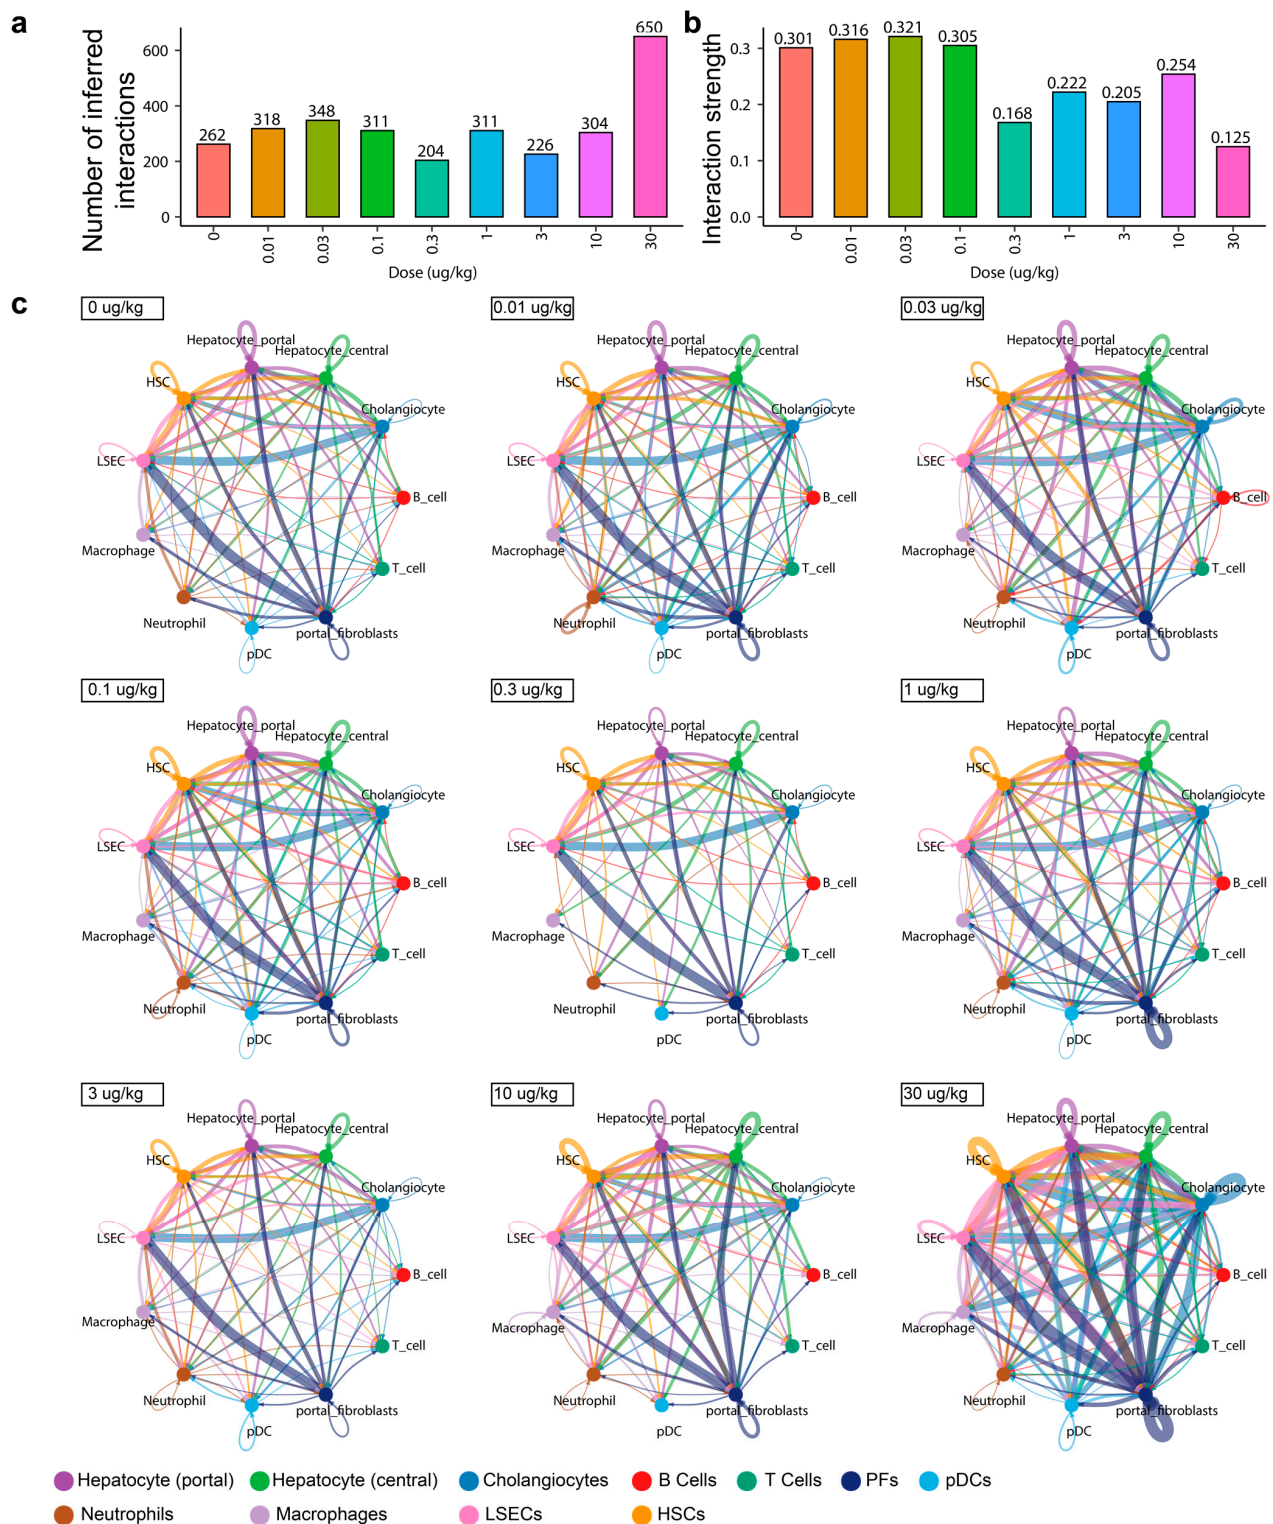 a
Number of inferred
interactions
600
400
200
0
262
318
348
311
204
311
226
304
650
0
0.01
0.03
0.1
0.3
1
3
10
30
Dose (ug/kg)
b
Interaction strength
0.3
0.2
0.1
0.0
0.301
0.316
0.321
0.305
0.168
0.222
0.205
0.254
0.125
0
0.01
0.03
0.1
0.3
1
3
10
30
Dose (ug/kg)
c
0 ug/kg
Hepatocyte_portal
Hepatocyte_central
HSC
Cholangiocyte
LSEC
B_cell
Macrophage
T_cell
Neutrophil
portal_fibroblasts
pDC
0.01 ug/kg
Hepatocyte_portal
Hepatocyte_central
HSC
Cholangiocyte
LSEC
B_cell
Macrophage
T_cell
Neutrophil
portal_fibroblasts
pDC
0.03 ug/kg
Hepatocyte_portal
Hepatocyte_central
HSC
Cholangiocyte
LSEC
B_cell
Macrophage
T_cell
Neutrophil
portal_fibroblasts
pDC
0.1 ug/kg
Hepatocyte_portal
Hepatocyte_central
HSC
Cholangiocyte
LSEC
B_cell
Macrophage
T_cell
Neutrophil
portal_fibroblasts
pDC
0.3 ug/kg
Hepatocyte_portal
Hepatocyte_central
HSC
Cholangiocyte
LSEC
B_cell
Macrophage
T_cell
Neutrophil
portal_fibroblasts
pDC
1 ug/kg
Hepatocyte_portal
Hepatocyte_central
HSC
Cholangiocyte
LSEC
B_cell
Macrophage
T_cell
Neutrophil
portal_fibroblasts
pDC
3 ug/kg
Hepatocyte_portal
Hepatocyte_central
HSC
Cholangiocyte
LSEC
B_cell
Macrophage
T_cell
Neutrophil
portal_fibroblasts
pDC
10 ug/kg
Hepatocyte_portal
Hepatocyte_central
HSC
Cholangiocyte
LSEC
B_cell
Macrophage
T_cell
Neutrophil
portal_fibroblasts
pDC
30 ug/kg
Hepatocyte_portal
Hepatocyte_central
HSC
Cholangiocyte
LSEC
B_cell
Macrophage
T_cell
Neutrophil
portal_fibroblasts
pDC
Hepatocyte (portal) Hepatocyte (central) Cholangiocytes B Cells T Cells PFs pDCs
Neutrophils Macrophages LSECs HSCs